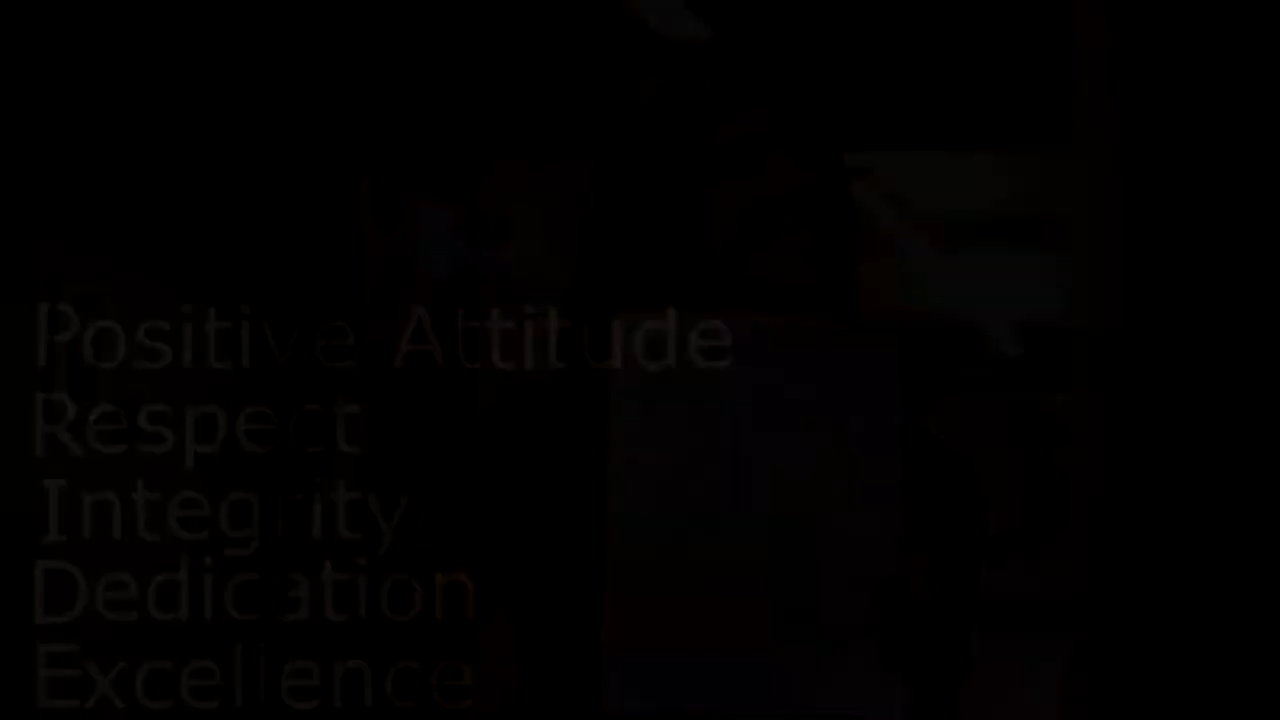 Positive Attitude
Respect
Integrity
Dedication
Excellence